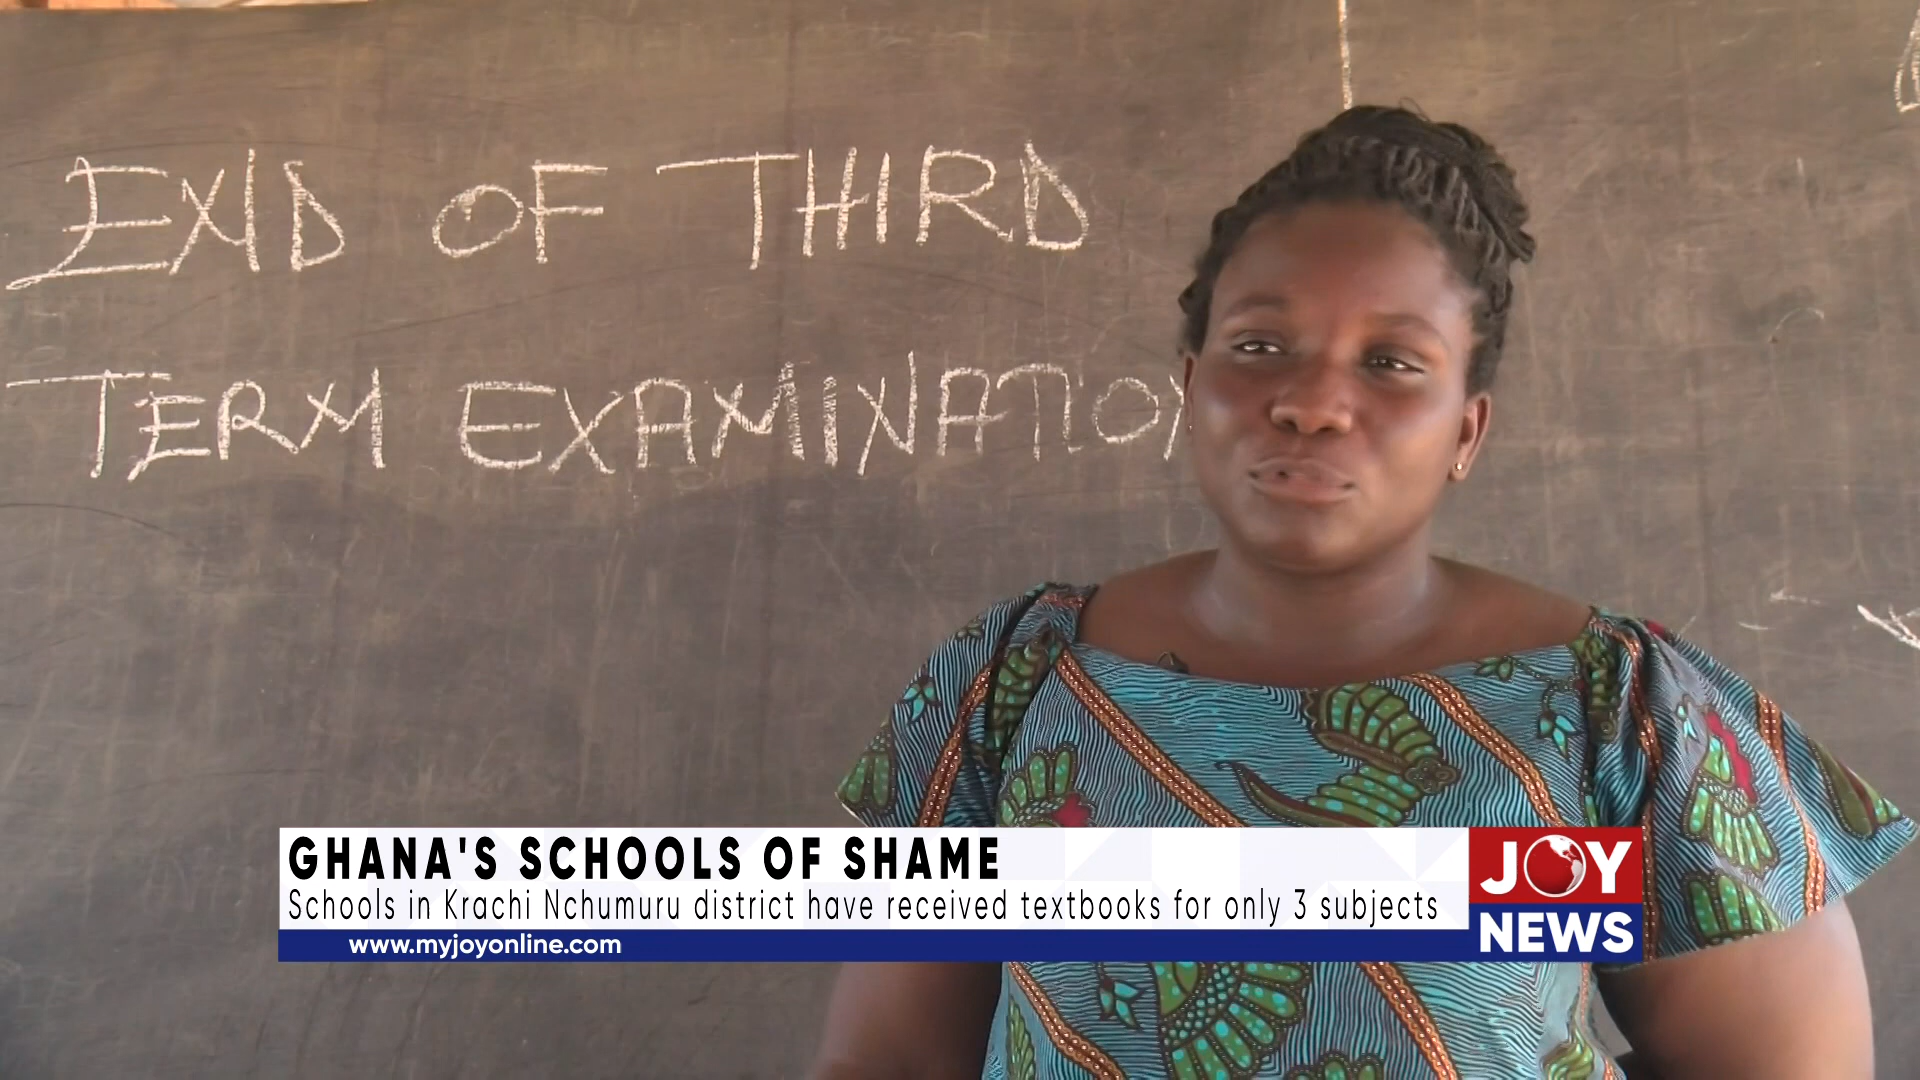 END OF THIRD
TERM EXAMINATION
GHANA'S SCHOOLS OF SHAME
Schools in Krachi Nchumuru district have received textbooks for only 3 subjects
www.myjoyonline.com
JOY
NEWS